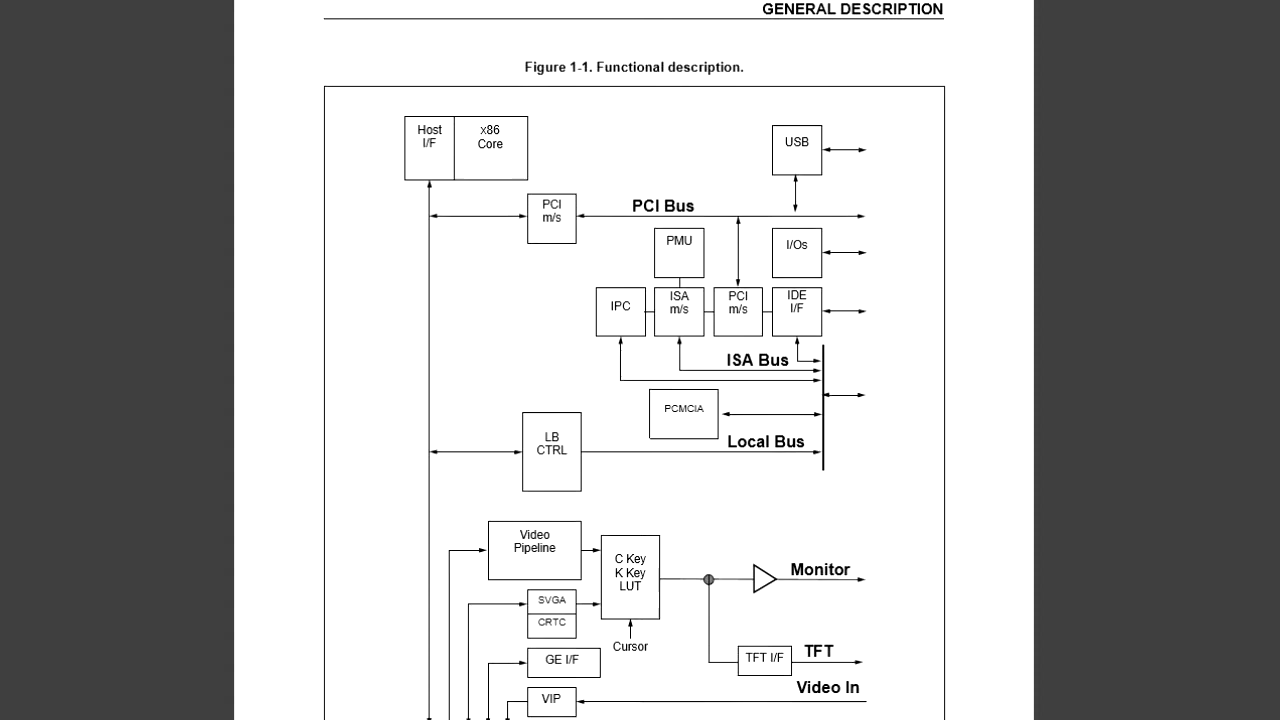 GENERAL DESCRIPTION
Figure 1-1. Functional description.
Host
I/F
x86
Core
USB
PCI
m/s
PCI Bus
PMU
I/Os
IPC
ISA
m/s
PCI
m/s
IDE
I/F
ISA Bus
PCMCIA
LB
CTRL
Local Bus
Video
Pipeline
C Key
K Key
LUT
Monitor
SVGA
CRTC
Cursor
GE I/F
TFT I/F
TFT
VIP
Video In